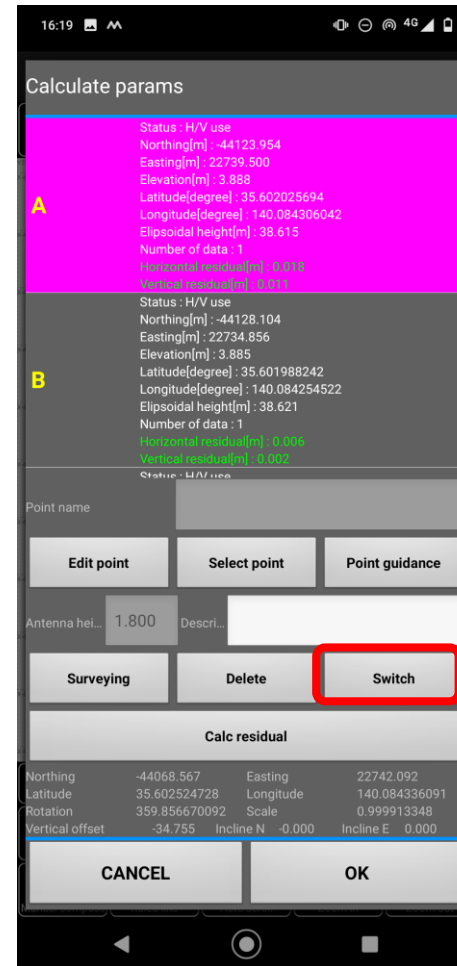 16:19
4G
Calculate params
A
Status : H/V use
Northing[m] : -44123.954
Easting[m] : 22739.500
Elevation[m] : 3.888
Latitude[degree] : 35.602025694
Longitude[degree] : 140.084306042
Elipsoidal height[m] : 38.615
Number of data : 1
Horizontal residual[m] : 0.018
Vertical residual[m] : 0.011
B
Status : H/V use
Northing[m] : -44128.104
Easting[m] : 22734.856
Elevation[m] : 3.885
Latitude[degree] : 35.601988242
Longitude[degree] : 140.084254522
Elipsoidal height[m] : 38.621
Number of data : 1
Horizontal residual[m] : 0.006
Vertical residual[m] : 0.002
Status : H/V use
Point name
Edit point Select point Point guidance
Antenna hei... 1.800 Descri...
Surveying Delete Switch
Calc residual
Northing -44068.567 Easting 22742.092
Latitude 35.602524728 Longitude 140.084336091
Rotation 359.856670092 Scale 0.999913348
Vertical offset -34.755 Incline N -0.000 Incline E 0.000
CANCEL OK